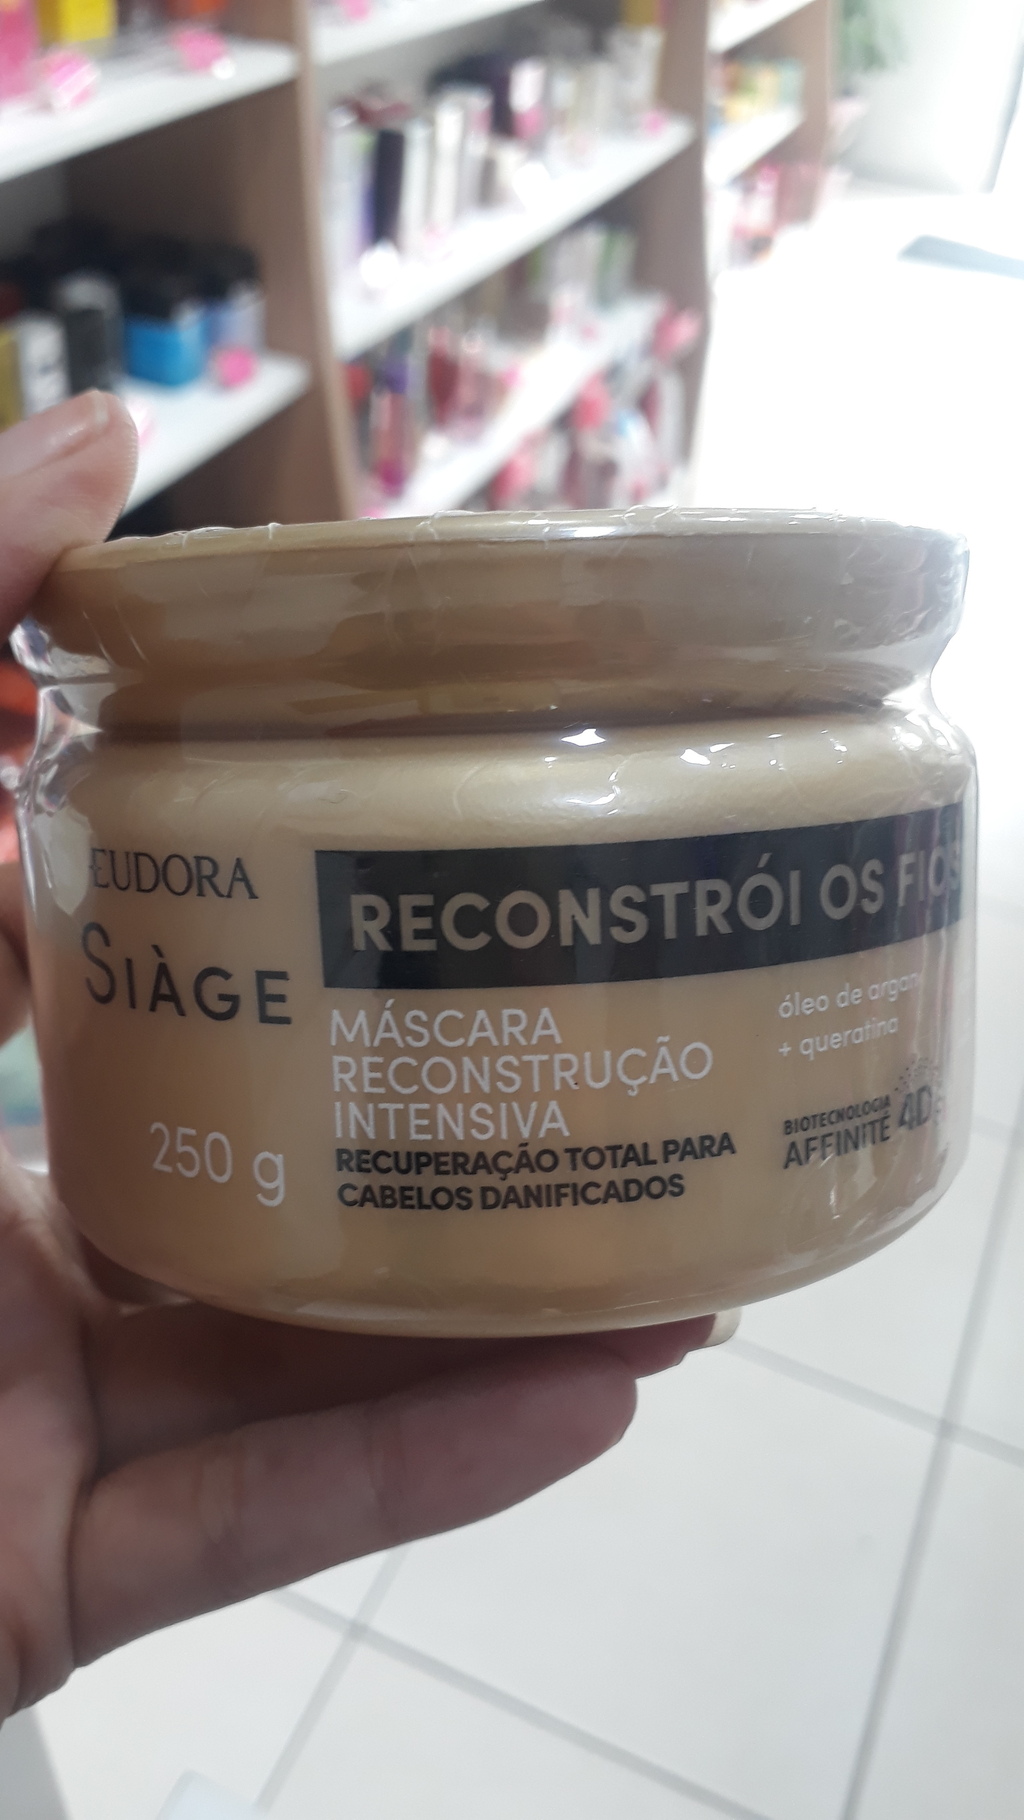 EUDORA
SIÀGE
250 g
RECONSTRÓI OS FIOS
MÁSCARA
RECONSTRUÇÃO
INTENSIVA
RECUPERAÇÃO TOTAL PARA
CABELOS DANIFICADOS
óleo de argan
+ queratina
BIOTECNOLOGIA
AFFINITÉ 4D